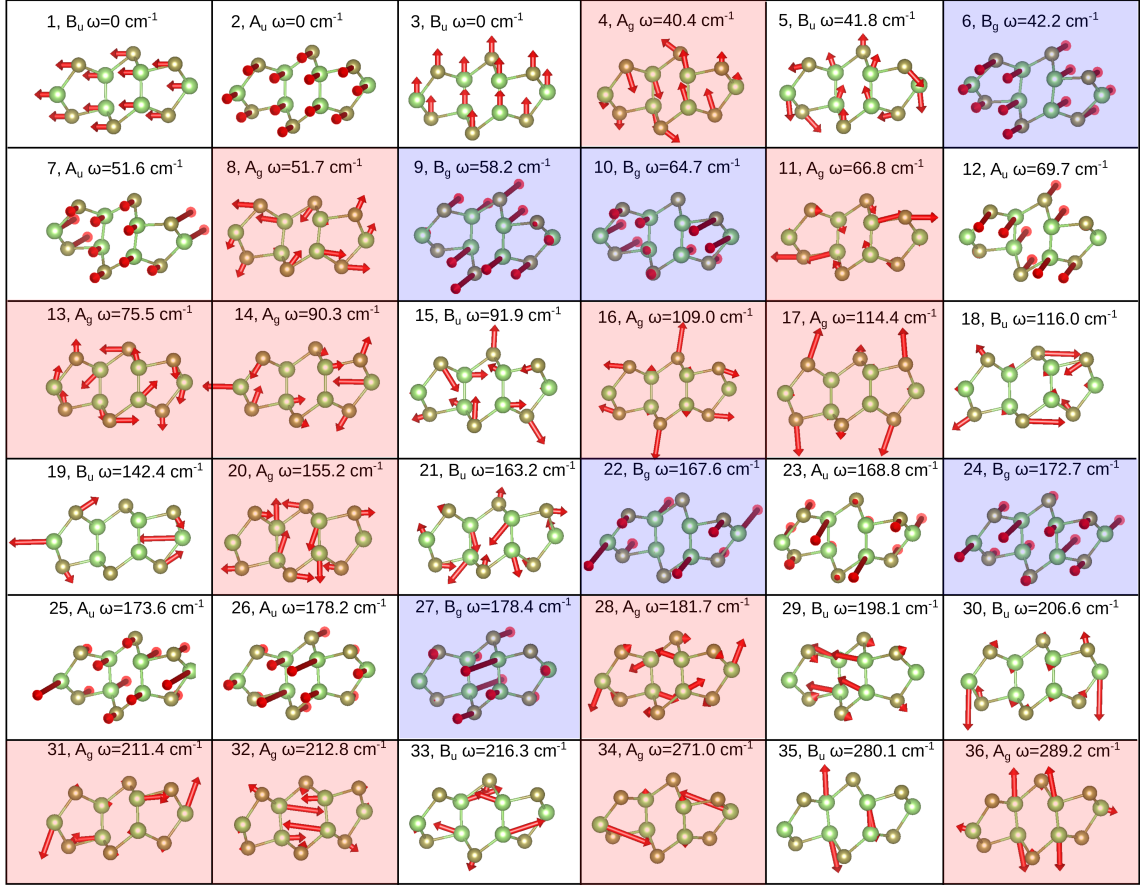 1, Bu ω=0 cm-1
2, Au ω=0 cm-1
3, Bu ω=0 cm-1
4, Ag ω=40.4 cm-1
5, Bu ω=41.8 cm-1
6, Bg ω=42.2 cm-1
7, Au ω=51.6 cm-1
8, Ag ω=51.7 cm-1
9, Bg ω=58.2 cm-1
10, Bg ω=64.7 cm-1
11, Ag ω=66.8 cm-1
12, Au ω=69.7 cm-1
13, Ag ω=75.5 cm-1
14, Ag ω=90.3 cm-1
15, Bu ω=91.9 cm-1
16, Ag ω=109.0 cm-1
17, Ag ω=114.4 cm-1
18, Bu ω=116.0 cm-1
19, Bu ω=142.4 cm-1
20, Ag ω=155.2 cm-1
21, Bu ω=163.2 cm-1
22, Bg ω=167.6 cm-1
23, Au ω=168.8 cm-1
24, Bg ω=172.7 cm-1
25, Au ω=173.6 cm-1
26, Au ω=178.2 cm-1
27, Bg ω=178.4 cm-1
28, Ag ω=181.7 cm-1
29, Bu ω=198.1 cm-1
30, Bu ω=206.6 cm-1
31, Ag ω=211.4 cm-1
32, Ag ω=212.8 cm-1
33, Bu ω=216.3 cm-1
34, Ag ω=271.0 cm-1
35, Bu ω=280.1 cm-1
36, Ag ω=289.2 cm-1